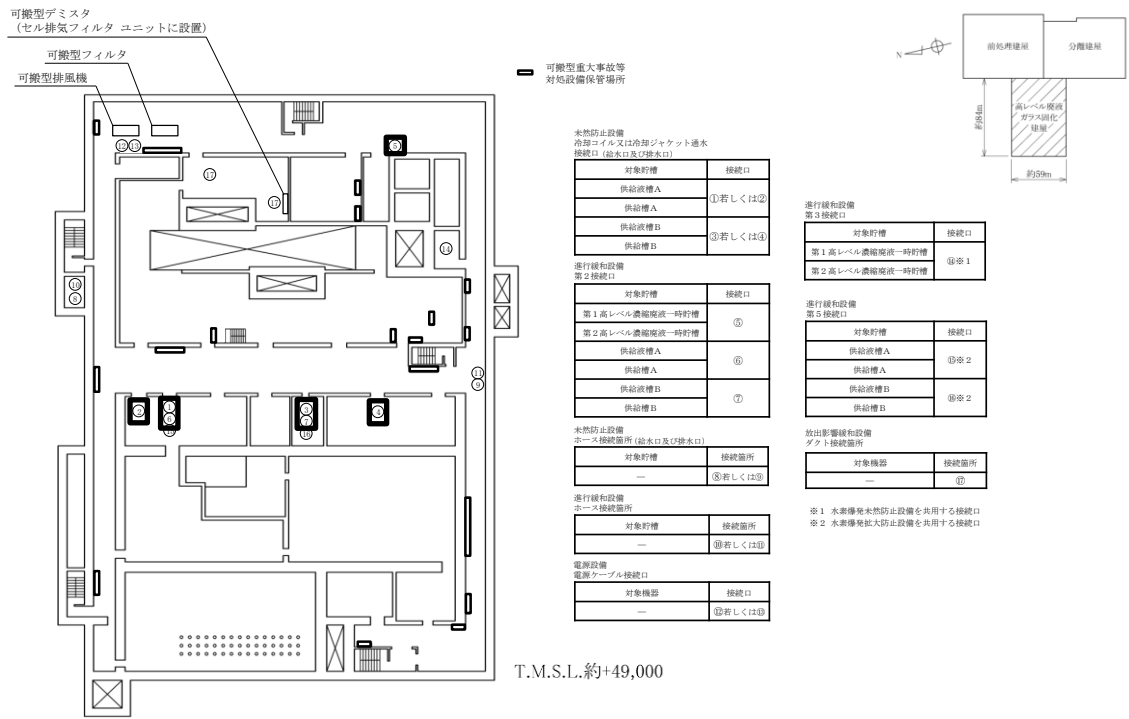 可搬型デミスタ
（セル排気フィルタ ユニットに設置）
可搬型フィルタ
可搬型排風機
可搬型重大事故等
対処設備保管場所
N
前処理建屋
分離建屋
高レベル廃液
ガラス固化
建屋
約84m
約59m
⑫⑬
⑰
⑰
⑤
⑭
⑩
⑧
⑪
⑨
②
①
⑥
⑮
③
⑦
⑯
④
未然防止設備
冷却コイル又は冷却ジャケット通水
接続口 (給水口及び排水口)
対象貯槽 接続口
供給液槽A ①若しくは②
供給槽A
供給液槽B ③若しくは④
供給槽B
進行緩和設備
第２接続口
対象貯槽 接続口
第１高レベル濃縮廃液一時貯槽 ⑤
第２高レベル濃縮廃液一時貯槽
供給液槽A ⑥
供給槽A
供給液槽B ⑦
供給槽B
未然防止設備
ホース接続箇所 (給水口及び排水口)
対象貯槽 接続箇所
― ⑧若しくは⑨
進行緩和設備
ホース接続箇所
対象貯槽 接続箇所
― ⑩若しくは⑪
電源設備
電源ケーブル接続口
対象機器 接続口
― ⑫若しくは⑬
進行緩和設備
第３接続口
対象貯槽 接続口
第１高レベル濃縮廃液一時貯槽 ⑭※１
第２高レベル濃縮廃液一時貯槽
進行緩和設備
第５接続口
対象貯槽 接続口
供給液槽A ⑮※２
供給槽A
供給液槽B ⑯※２
供給槽B
放出影響緩和設備
ダクト接続箇所
対象機器 接続箇所
― ⑰
※１ 水素爆発未然防止設備を共用する接続口
※２ 水素爆発拡大防止設備を共用する接続口
T.M.S.L.約+49,000